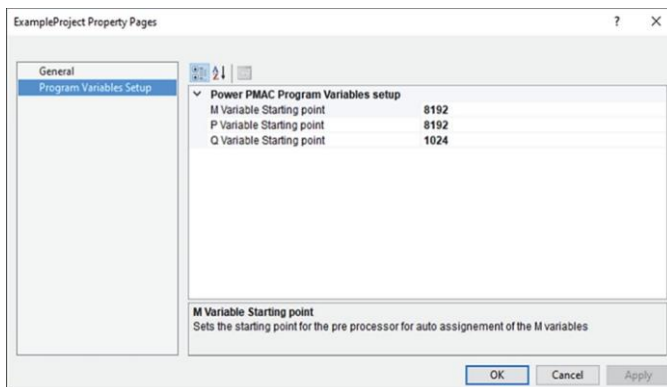 ExampleProject Property Pages
? X
General
Program Variables Setup
Power PMAC Program Variables setup
M Variable Starting point 8192
P Variable Starting point 8192
Q Variable Starting point 1024
M Variable Starting point
Sets the starting point for the pre processor for auto assignement of the M variables
OK Cancel Apply